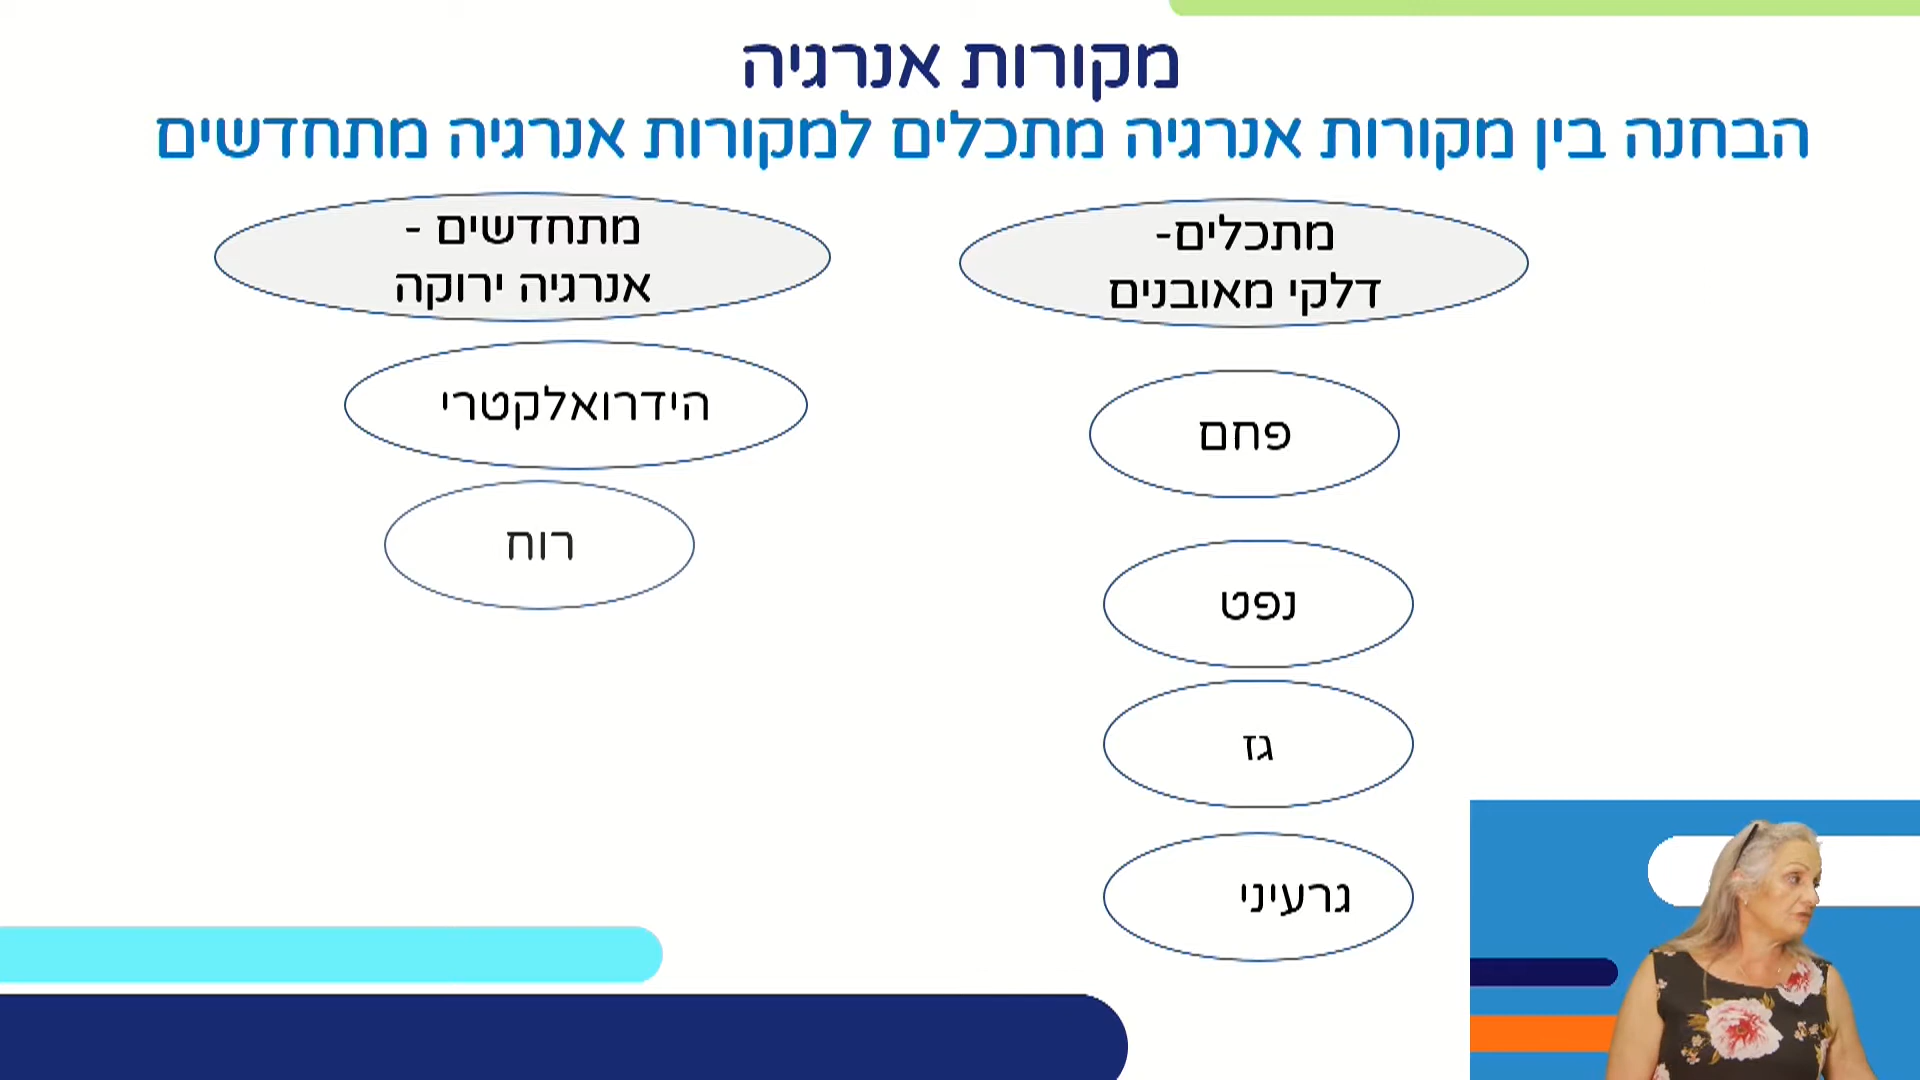 מקורות אנרגיה
הבחנה בין מקורות אנרגיה מתכלים למקורות אנרגיה מתחדשים
מתכלים-
דלקי מאובנים
פחם
נפט
גז
גרעיני
מתחדשים -
אנרגיה ירוקה
הידרואלקטרי
רוח